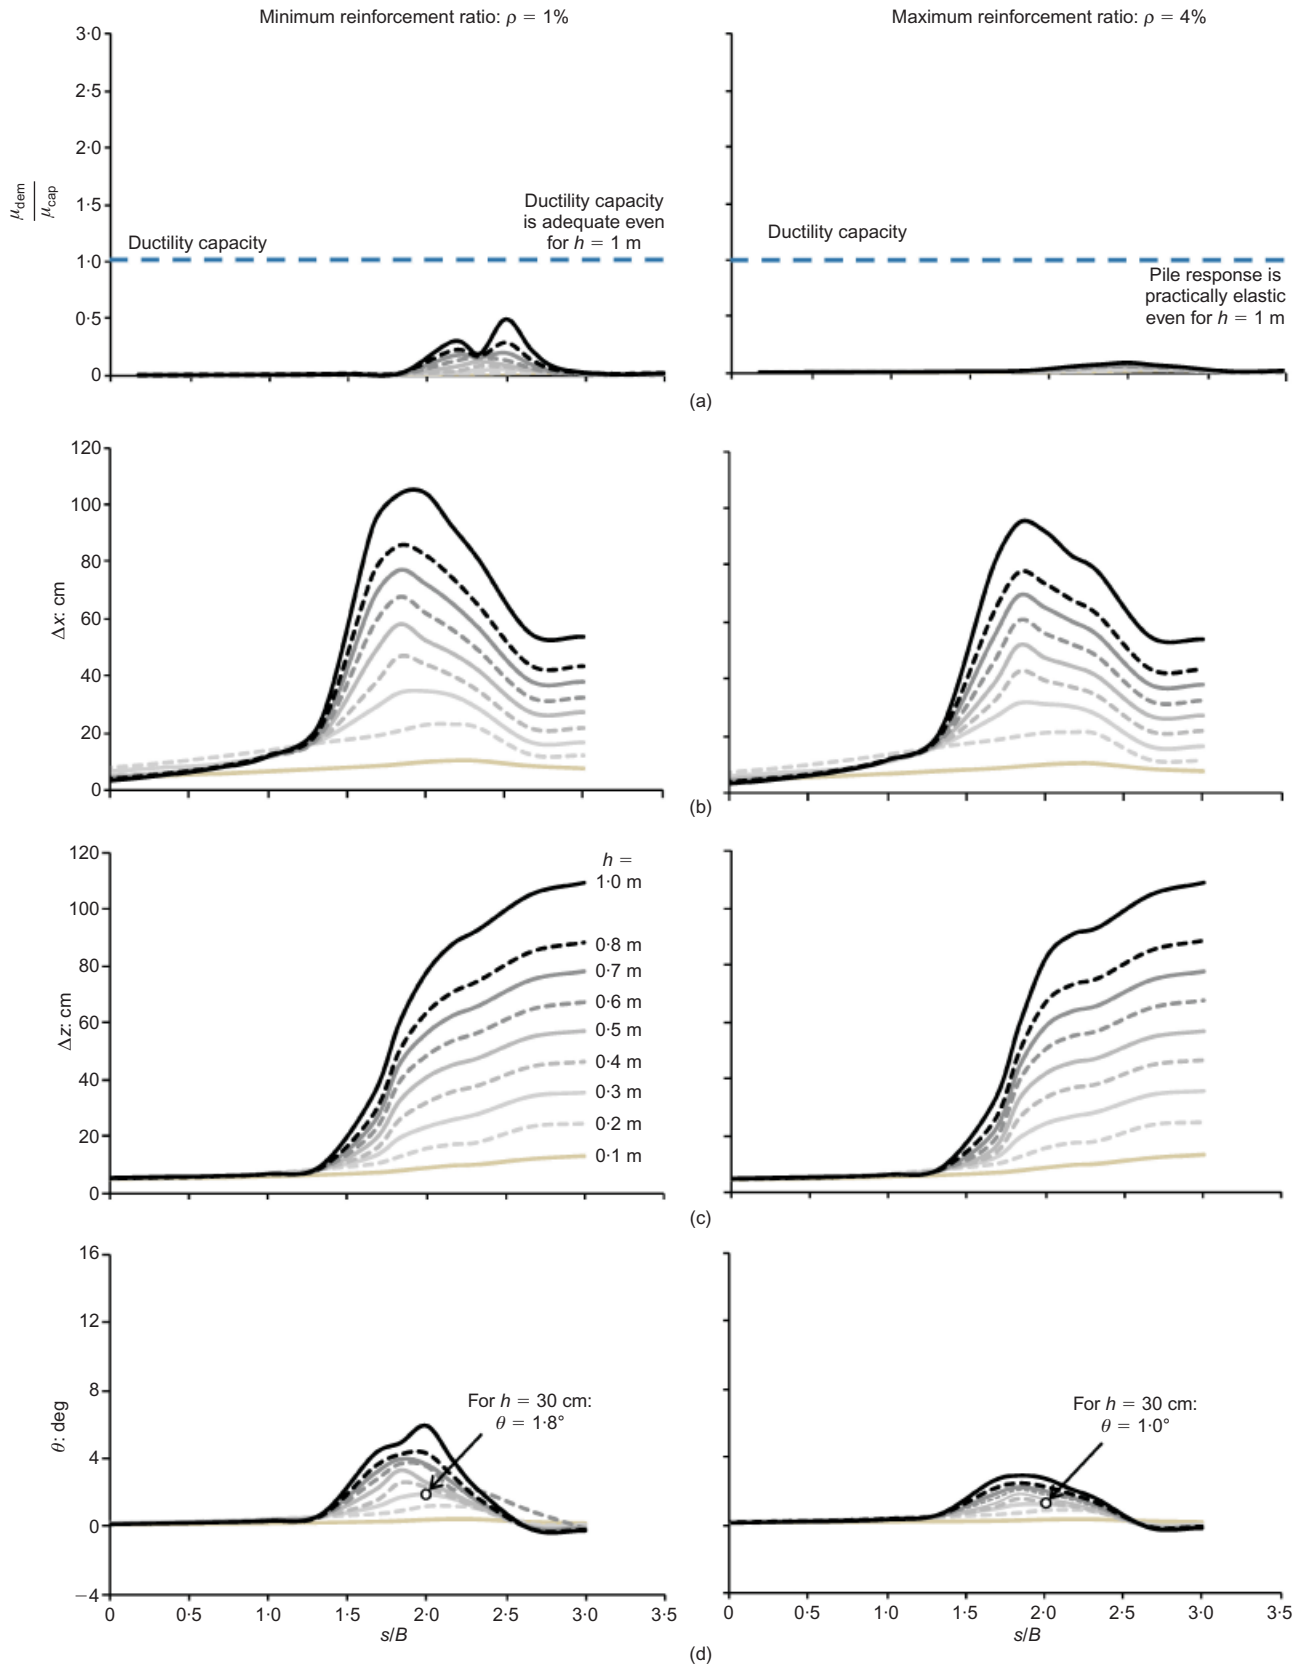 Minimum reinforcement ratio: ρ = 1%
Maximum reinforcement ratio: ρ = 4%
3·0
2·5
2·0
1·5
1·0
0·5
0
μdem
μcap
Ductility capacity
Ductility capacity
is adequate even
for h = 1 m
Ductility capacity
Pile response is
practically elastic
even for h = 1 m
(a)
120
100
80
60
40
20
0
Δx: cm
(b)
120
100
80
60
40
20
0
Δz: cm
h =
1·0 m
0·8 m
0·7 m
0·6 m
0·5 m
0·4 m
0·3 m
0·2 m
0·1 m
(c)
16
12
8
4
0
−4
θ: deg
For h = 30 cm:
θ = 1·8°
For h = 30 cm:
θ = 1·0°
0 0·5 1·0 1·5 2·0 2·5 3·0 3·5
s/B
0 0·5 1·0 1·5 2·0 2·5 3·0 3·5
s/B
(d)